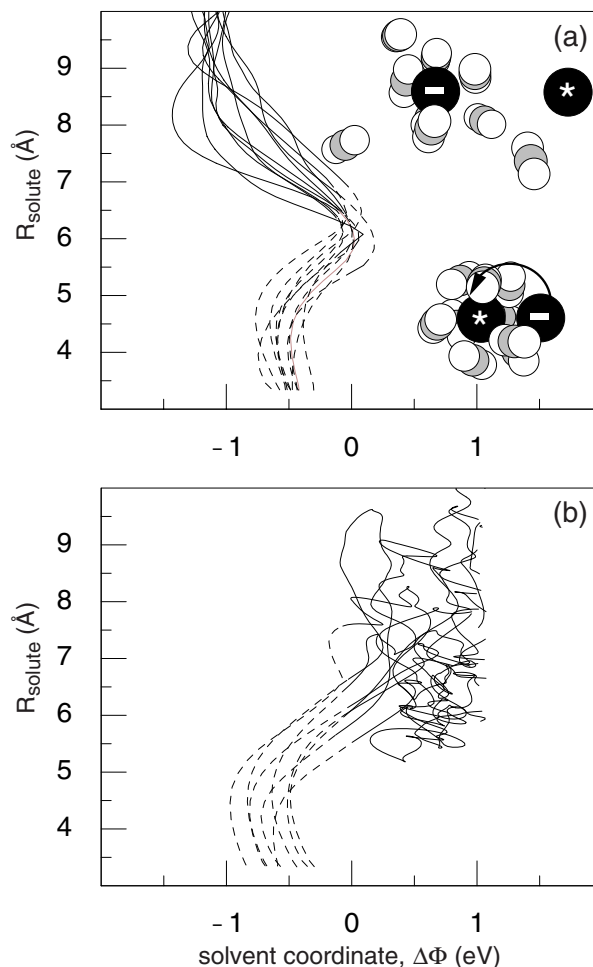 (a)
9
8
7
6
5
4
R_solute (Å)
−
*
*
−
− 1 0 1
(b)
9
8
7
6
5
4
R_solute (Å)
− 1 0 1
solvent coordinate, ΔΦ (eV)